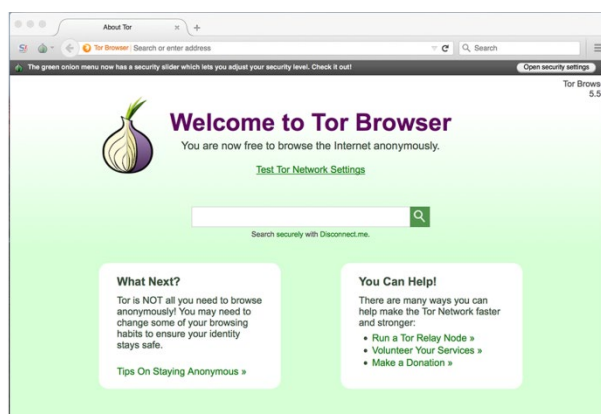 About Tor
Tor Browser Search or enter address
Search
The green onion menu now has a security slider which lets you adjust your security level. Check it out!
Open security settings
Tor Brows
5.5
Welcome to Tor Browser
You are now free to browse the Internet anonymously.
Test Tor Network Settings
Search securely with Disconnect.me.
What Next?
Tor is NOT all you need to browse
anonymously! You may need to
change some of your browsing
habits to ensure your identity
stays safe.
Tips On Staying Anonymous »
You Can Help!
There are many ways you can
help make the Tor Network faster
and stronger:
• Run a Tor Relay Node »
• Volunteer Your Services »
• Make a Donation »